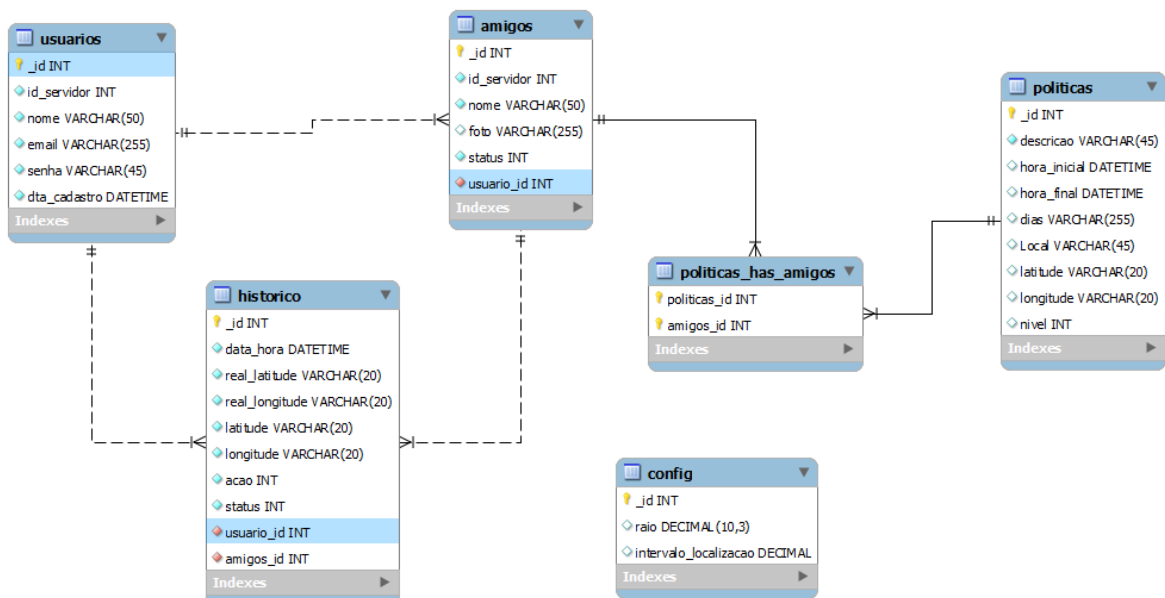 usuarios
_id INT
id_servidor INT
nome VARCHAR(50)
email VARCHAR(255)
senha VARCHAR(45)
dta_cadastro DATETIME
Indexes
amigos
_id INT
id_servidor INT
nome VARCHAR(50)
foto VARCHAR(255)
status INT
usuario_id INT
Indexes
politicas
_id INT
descricao VARCHAR(45)
hora_inicial DATETIME
hora_final DATETIME
dias VARCHAR(255)
Local VARCHAR(45)
latitude VARCHAR(20)
longitude VARCHAR(20)
nivel INT
Indexes
politicas_has_amigos
politicas_id INT
amigos_id INT
Indexes
historico
_id INT
data_hora DATETIME
real_latitude VARCHAR(20)
real_longitude VARCHAR(20)
latitude VARCHAR(20)
longitude VARCHAR(20)
acao INT
status INT
usuario_id INT
amigos_id INT
Indexes
config
_id INT
raio DECIMAL(10,3)
intervalo_localizacao DECIMAL
Indexes